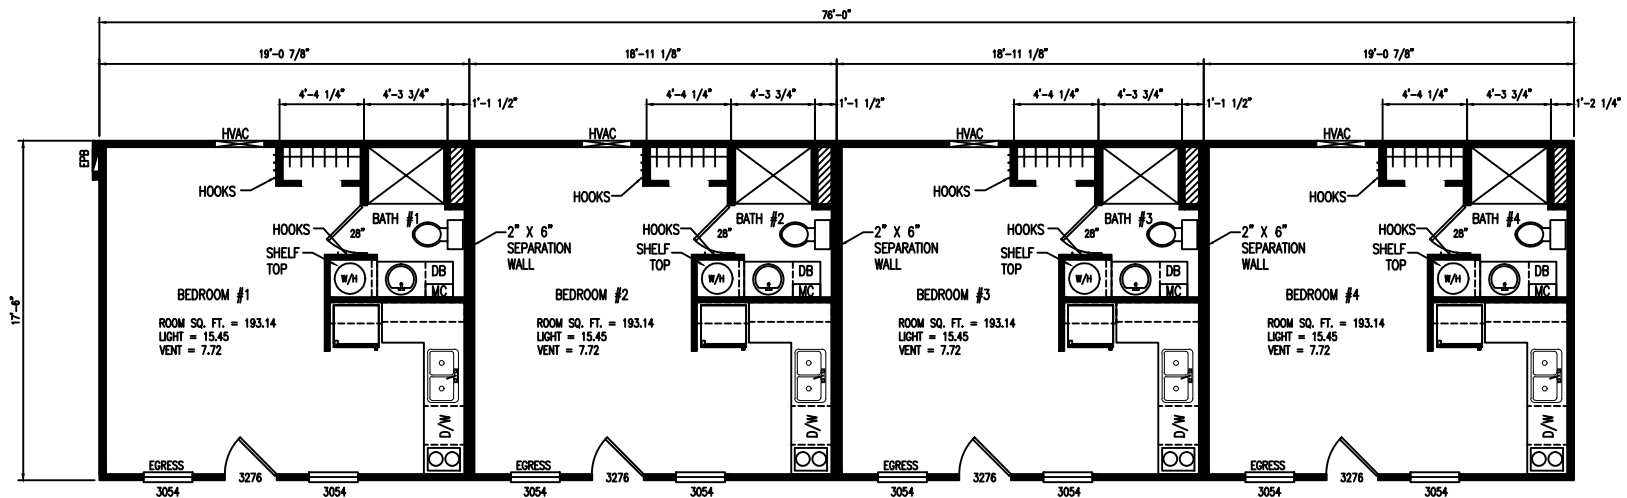 76'-0"
19'-0 7/8" 18'-11 1/8" 18'-11 1/8" 19'-0 7/8"
4'-4 1/4" 4'-3 3/4" 1'-1 1/2" 4'-4 1/4" 4'-3 3/4" 1'-1 1/2" 4'-4 1/4" 4'-3 3/4" 1'-1 1/2" 4'-4 1/4" 4'-3 3/4" 1'-2 1/4"
HVAC HVAC HVAC HVAC
EPB
17'-6"
HOOKS HOOKS HOOKS HOOKS
BATH #1 BATH #2 BATH #3 BATH #4
HOOKS 28" HOOKS 28" HOOKS 28" HOOKS 28"
2" X 6" 2" X 6" 2" X 6"
SEPARATION SEPARATION SEPARATION
WALL WALL WALL
SHELF SHELF SHELF SHELF
TOP TOP TOP TOP
W/H DB W/H DB W/H DB W/H DB
MC MC MC MC
BEDROOM #1 BEDROOM #2 BEDROOM #3 BEDROOM #4
ROOM SQ. FT. = 193.14 ROOM SQ. FT. = 193.14 ROOM SQ. FT. = 193.14 ROOM SQ. FT. = 193.14
LIGHT = 15.45 LIGHT = 15.45 LIGHT = 15.45 LIGHT = 15.45
VENT = 7.72 VENT = 7.72 VENT = 7.72 VENT = 7.72
D/W D/W D/W D/W
EGRESS EGRESS EGRESS EGRESS
3276 3276 3276 3276
3054 3054 3054 3054 3054 3054 3054 3054